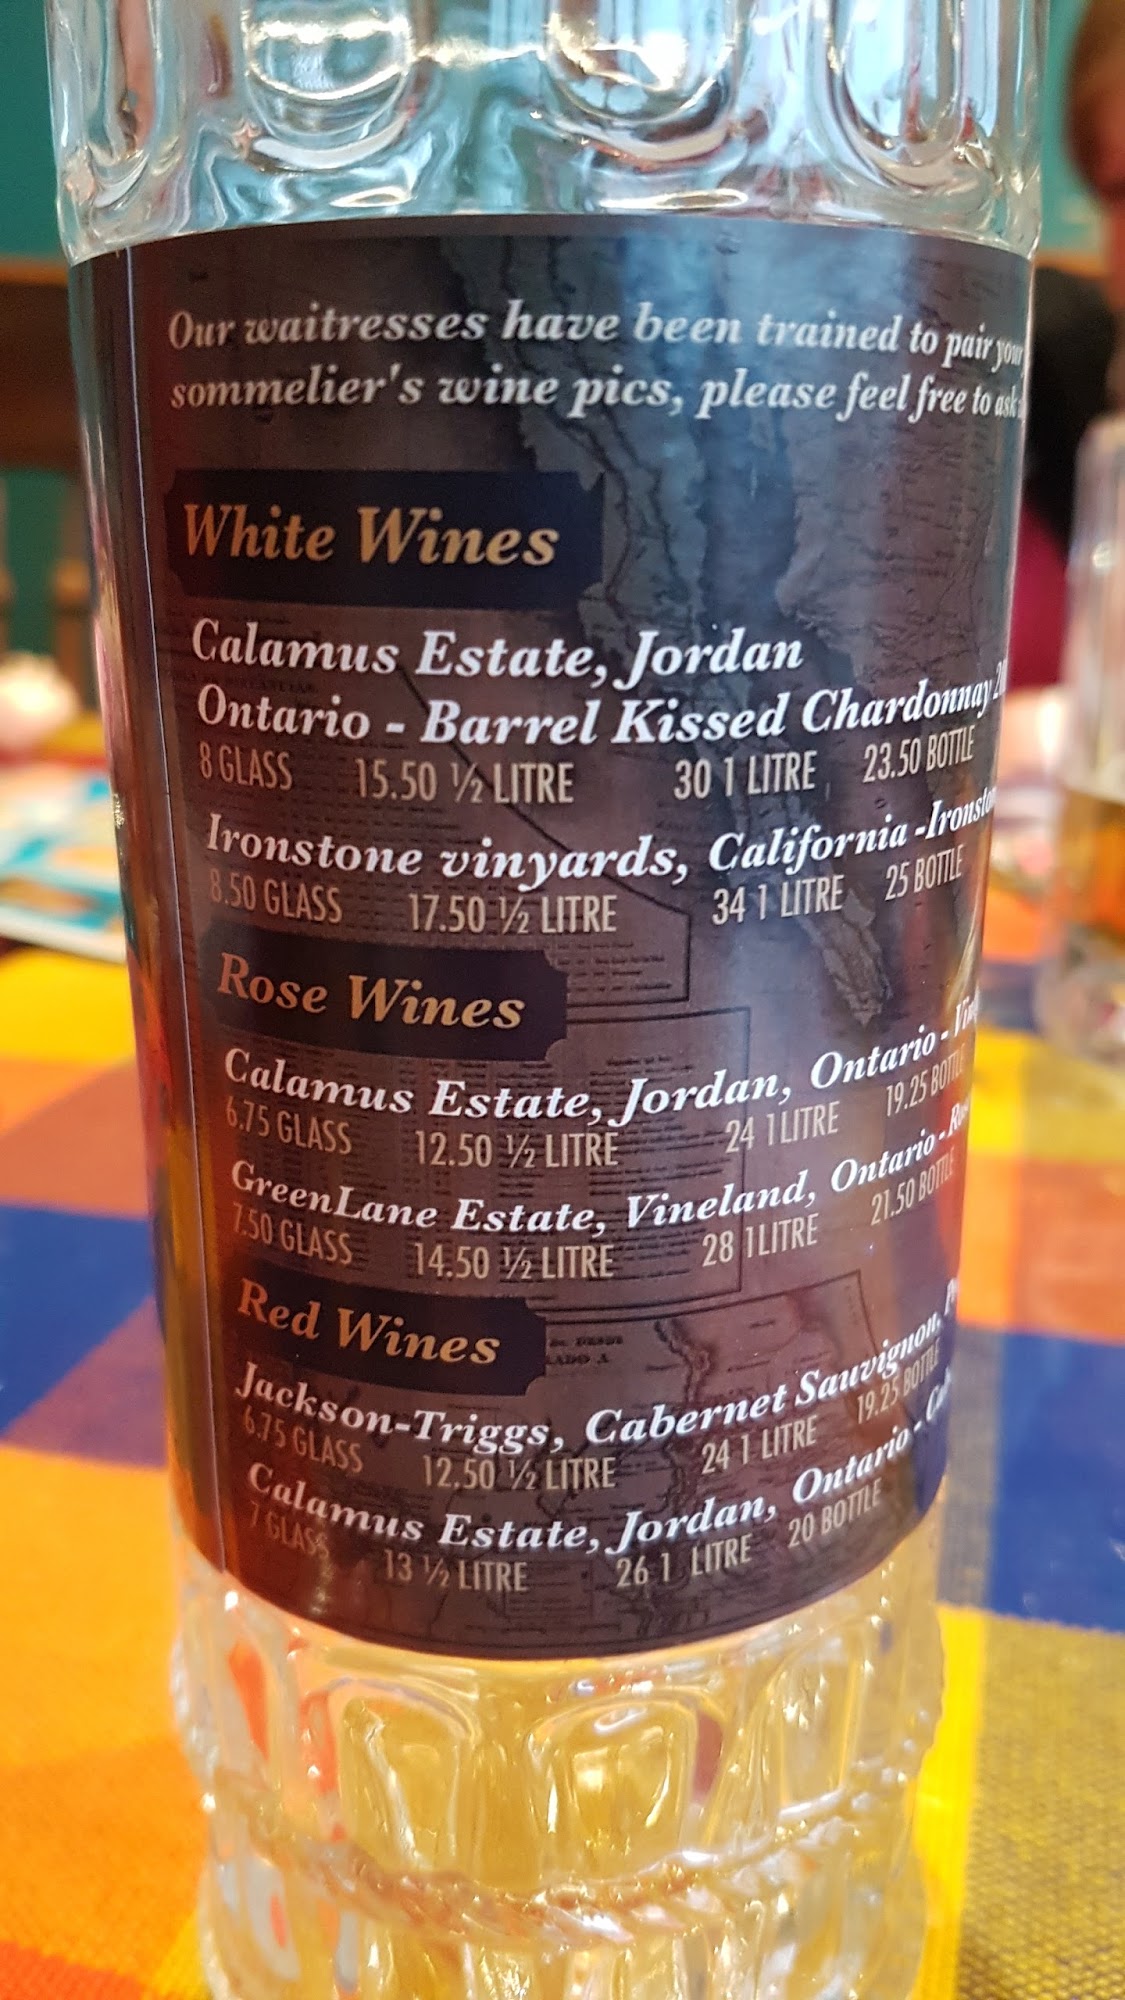 Our waitresses have been trained to pair your
sommelier's wine pics, please feel free to ask
White Wines
Calamus Estate, Jordan
Ontario - Barrel Kissed Chardonnay
8 GLASS 15.50 ½ LITRE 30 1 LITRE 23.50 BOTTLE
Ironstone vinyards, California -Ironstone
8.50 GLASS 17.50 ½ LITRE 34 1 LITRE 25 BOTTLE
Rose Wines
Calamus Estate, Jordan, Ontario -
6.75 GLASS 12.50 ½ LITRE 24 1LITRE 19.25 BOTTLE
GreenLane Estate, Vineland, Ontario -
7.50 GLASS 14.50 ½ LITRE 28 1LITRE 21.50 BOTTLE
Red Wines
Jackson-Triggs, Cabernet Sauvignon,
6.75 GLASS 12.50 ½ LITRE 24 1 LITRE 19.25 BOTTLE
Calamus Estate, Jordan, Ontario -
7 GLASS 13 ½ LITRE 26 1 LITRE 20 BOTTLE